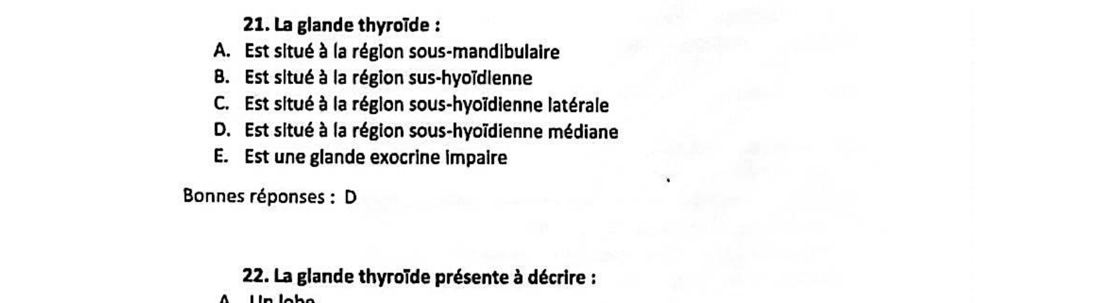 21. La glande thyroïde :
A. Est situé à la région sous-mandibulaire
B. Est situé à la région sus-hyoïdienne
C. Est situé à la région sous-hyoïdienne latérale
D. Est situé à la région sous-hyoïdienne médiane
E. Est une glande exocrine impaire
Bonnes réponses : D
22. La glande thyroïde présente à décrire :
A. Un lobe